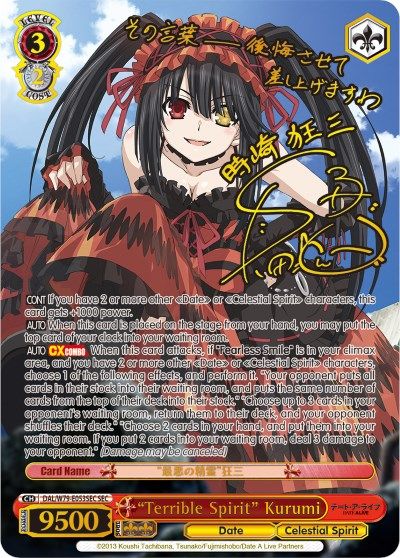 LEVEL
3
2
COST
その言葉――後悔させて
差し上げますわ
時崎 狂三
CONT If you have 2 or more other <Date> or <Celestial Spirit> characters, this
card gets +1000 power.
AUTO When this card is placed on the stage from your hand, you may put the
top card of your clock into your waiting room.
AUTO CXCOMBO When this card attacks, if "Fearless Smile" is in your climax
area, and you have 2 or more other <Date> or <Celestial Spirit> characters,
choose 1 of the following effects, and perform it. "Your opponent puts all
cards in their stock into their waiting room, and puts the same number of
cards from the top of their deck into their stock." "Choose up to 3 cards in your
opponent's waiting room, return them to their deck, and your opponent
shuffles their deck." "Choose 2 cards in your hand, and put them into your
waiting room. If you put 2 cards into your waiting room, deal 3 damage to
your opponent." (Damage may be canceled)
Card Name
“最悪の精霊”狂三
CH DAL/W79-E053SEC SEC
“Terrible Spirit” Kurumi
デート・ア・ライブ
DATE A LIVE
POWER
9500
SOUL
Date
Celestial Spirit
©2013 Koushi Tachibana, Tsunako/Fujimishobo/Date A Live Partners